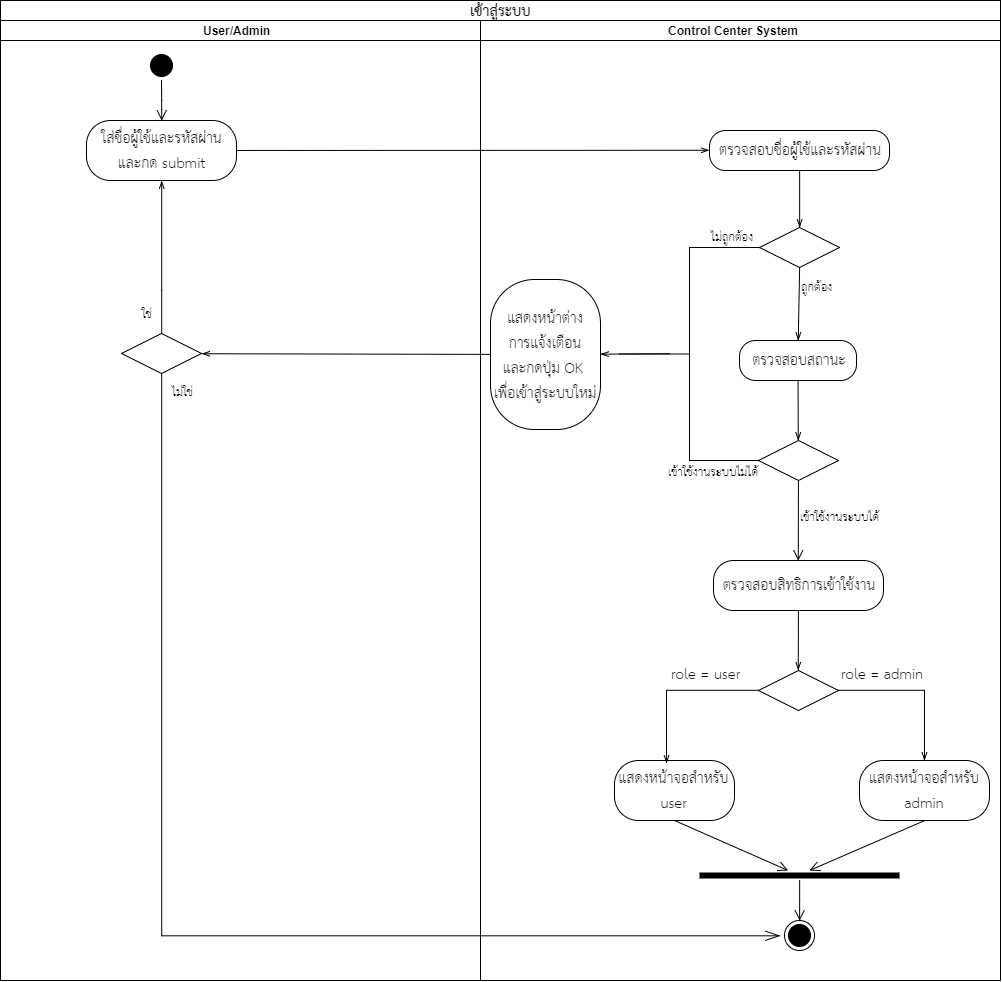 เข้าสู่ระบบ
User/Admin
Control Center System
ใส่ชื่อผู้ใช้และรหัสผ่าน
และกด submit
ตรวจสอบชื่อผู้ใช้และรหัสผ่าน
ไม่ถูกต้อง
ถูกต้อง
ใช่
แสดงหน้าต่าง
การแจ้งเตือน
และกดปุ่ม OK
เพื่อเข้าสู่ระบบใหม่
ตรวจสอบสถานะ
ไม่ใช่
เข้าใช้งานระบบไม่ได้
เข้าใช้งานระบบได้
ตรวจสอบสิทธิการเข้าใช้งาน
role = user
role = admin
แสดงหน้าจอสำหรับ
user
แสดงหน้าจอสำหรับ
admin